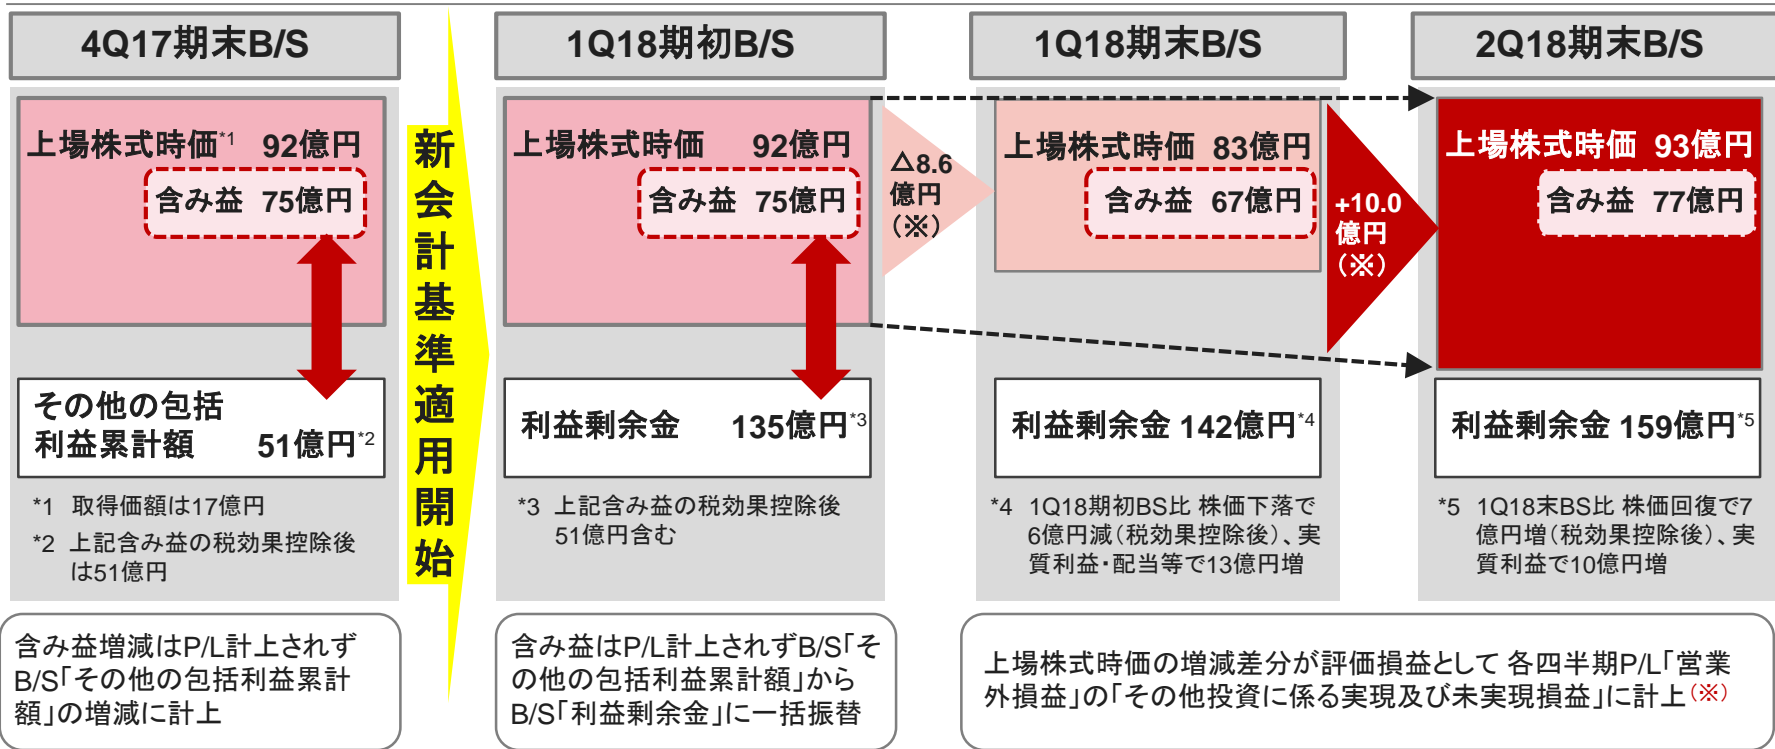 4Q17期末B/S
上場株式時価*1 92億円
含み益 75億円
その他の包括
利益累計額 51億円*2
*1 取得価額は17億円
*2 上記含み益の税効果控除後
は51億円
含み益増減はP/L計上されず
B/S「その他の包括利益累計
額」の増減に計上
新会計基準適用開始
1Q18期初B/S
上場株式時価 92億円
含み益 75億円
利益剰余金 135億円*3
*3 上記含み益の税効果控除後
51億円含む
含み益はP/L計上されずB/S「そ
の他の包括利益累計額」から
B/S「利益剰余金」に一括振替
△8.6
億円
(※)
1Q18期末B/S
上場株式時価 83億円
含み益 67億円
利益剰余金 142億円*4
*4 1Q18期初BS比 株価下落で
6億円減(税効果控除後)、実
質利益・配当等で13億円増
+10.0
億円
(※)
2Q18期末B/S
上場株式時価 93億円
含み益 77億円
利益剰余金 159億円*5
*5 1Q18末BS比 株価回復で7
億円増(税効果控除後)、実
質利益で10億円増
上場株式時価の増減差分が評価損益として 各四半期P/L「営業
外損益」の「その他投資に係る実現及び未実現損益」に計上(※)